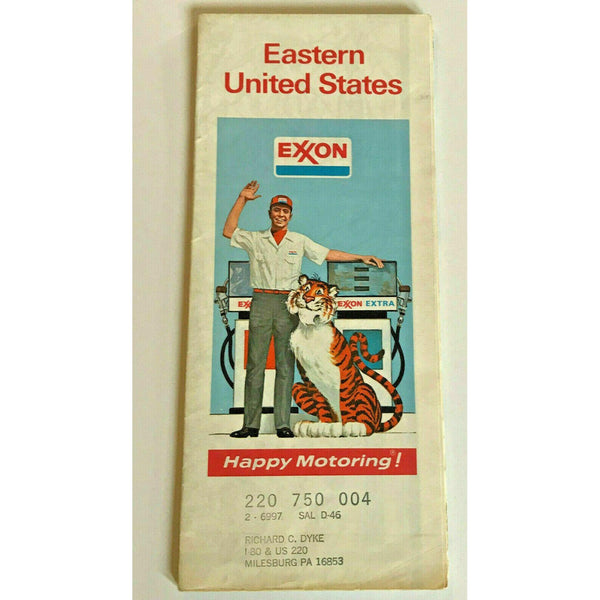 Eastern
United States
EXXON
EXXON EXTRA
Happy Motoring!
220 750 004
2 - 6997 SAL D-46
RICHARD C. DYKE
I 80 & US 220
MILESBURG PA 16853